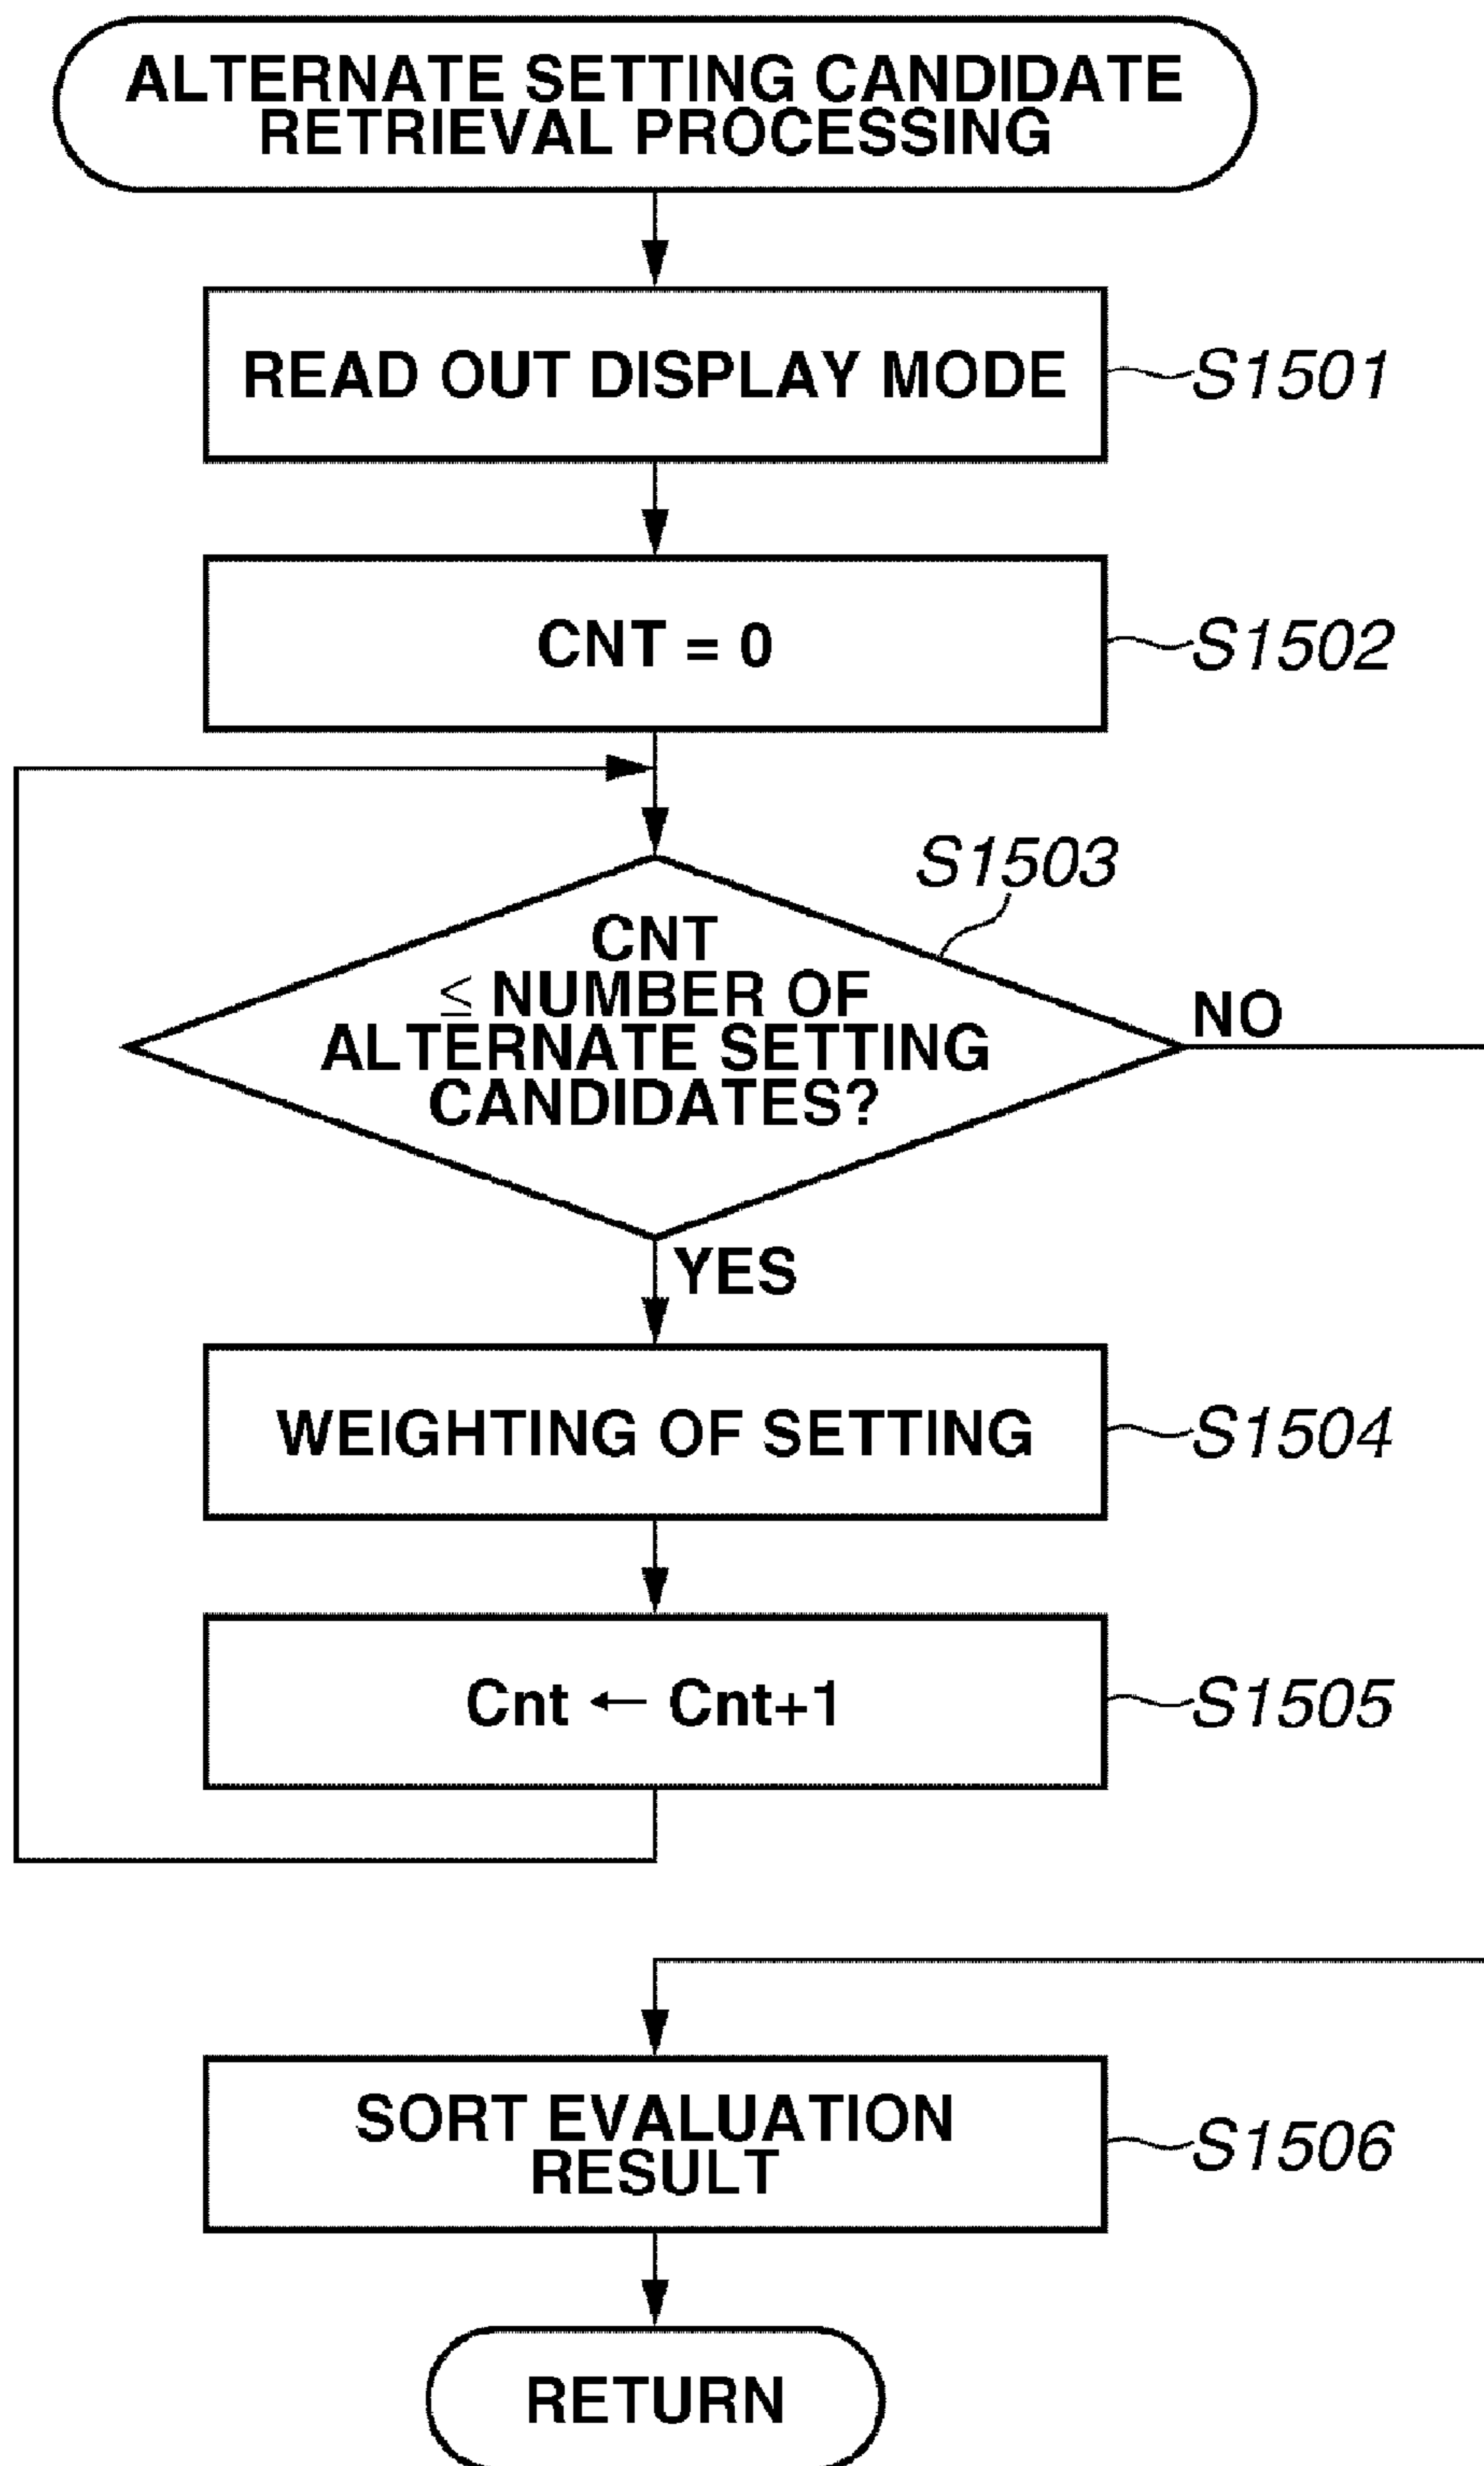 ALTERNATE SETTING CANDIDATE
RETRIEVAL PROCESSING
READ OUT DISPLAY MODE
S1501
CNT = 0
S1502
S1503
CNT
≤ NUMBER OF
ALTERNATE SETTING
CANDIDATES?
NO
YES
WEIGHTING OF SETTING
S1504
Cnt ← Cnt+1
S1505
SORT EVALUATION
RESULT
S1506
RETURN